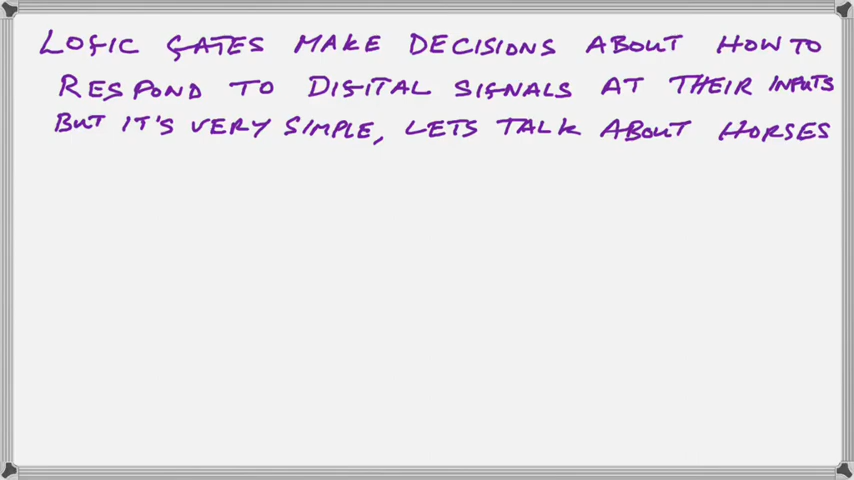 LOGIC GATES MAKE DECISIONS ABOUT HOW TO
RESPOND TO DIGITAL SIGNALS AT THEIR INPUTS
BUT IT'S VERY SIMPLE, LETS TALK ABOUT HORSES